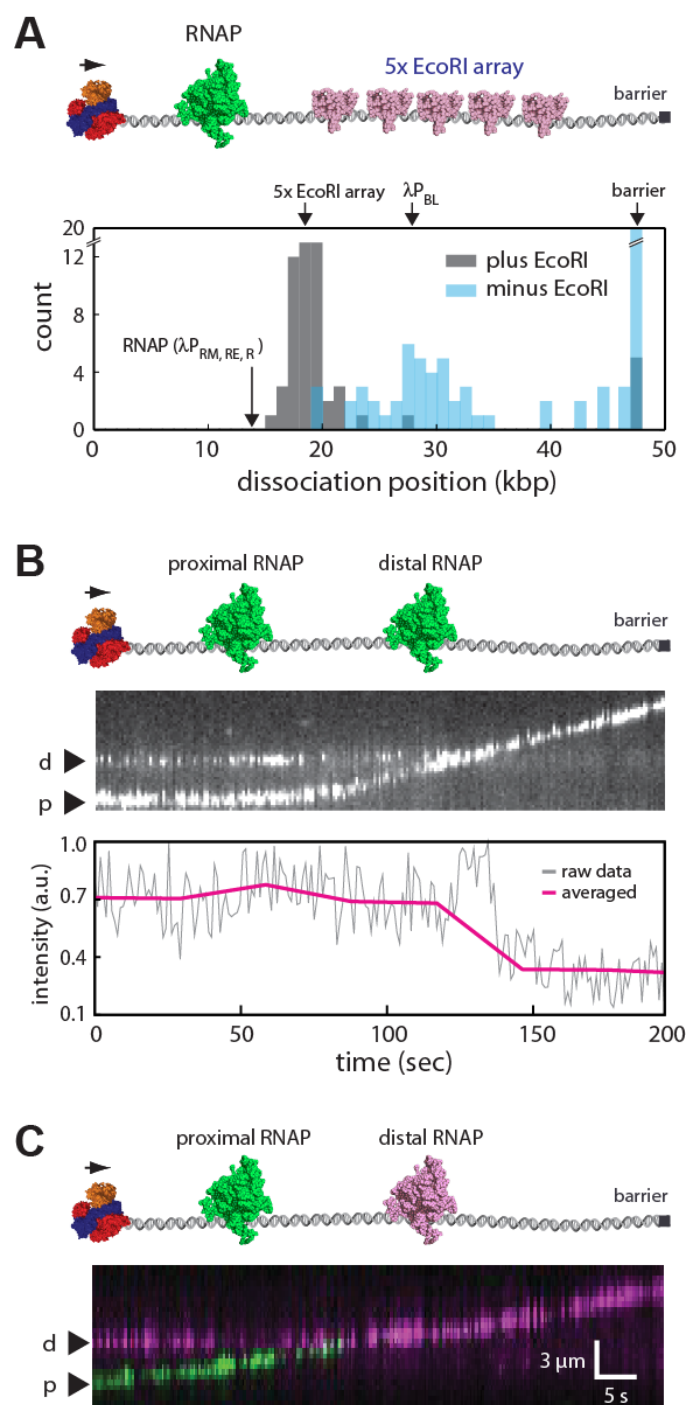 A
RNAP
5x EcoRI array
barrier
5x EcoRI array
λP_BL
barrier
20
12
8
4
0
count
plus EcoRI
minus EcoRI
RNAP (λP_RM, RE, R)
0
10
20
30
40
50
dissociation position (kbp)
B
proximal RNAP
distal RNAP
barrier
d
p
1.0
0.7
0.4
0.1
intensity (a.u.)
raw data
averaged
0
50
100
150
200
time (sec)
C
proximal RNAP
distal RNAP
barrier
d
p
3 μm
5 s